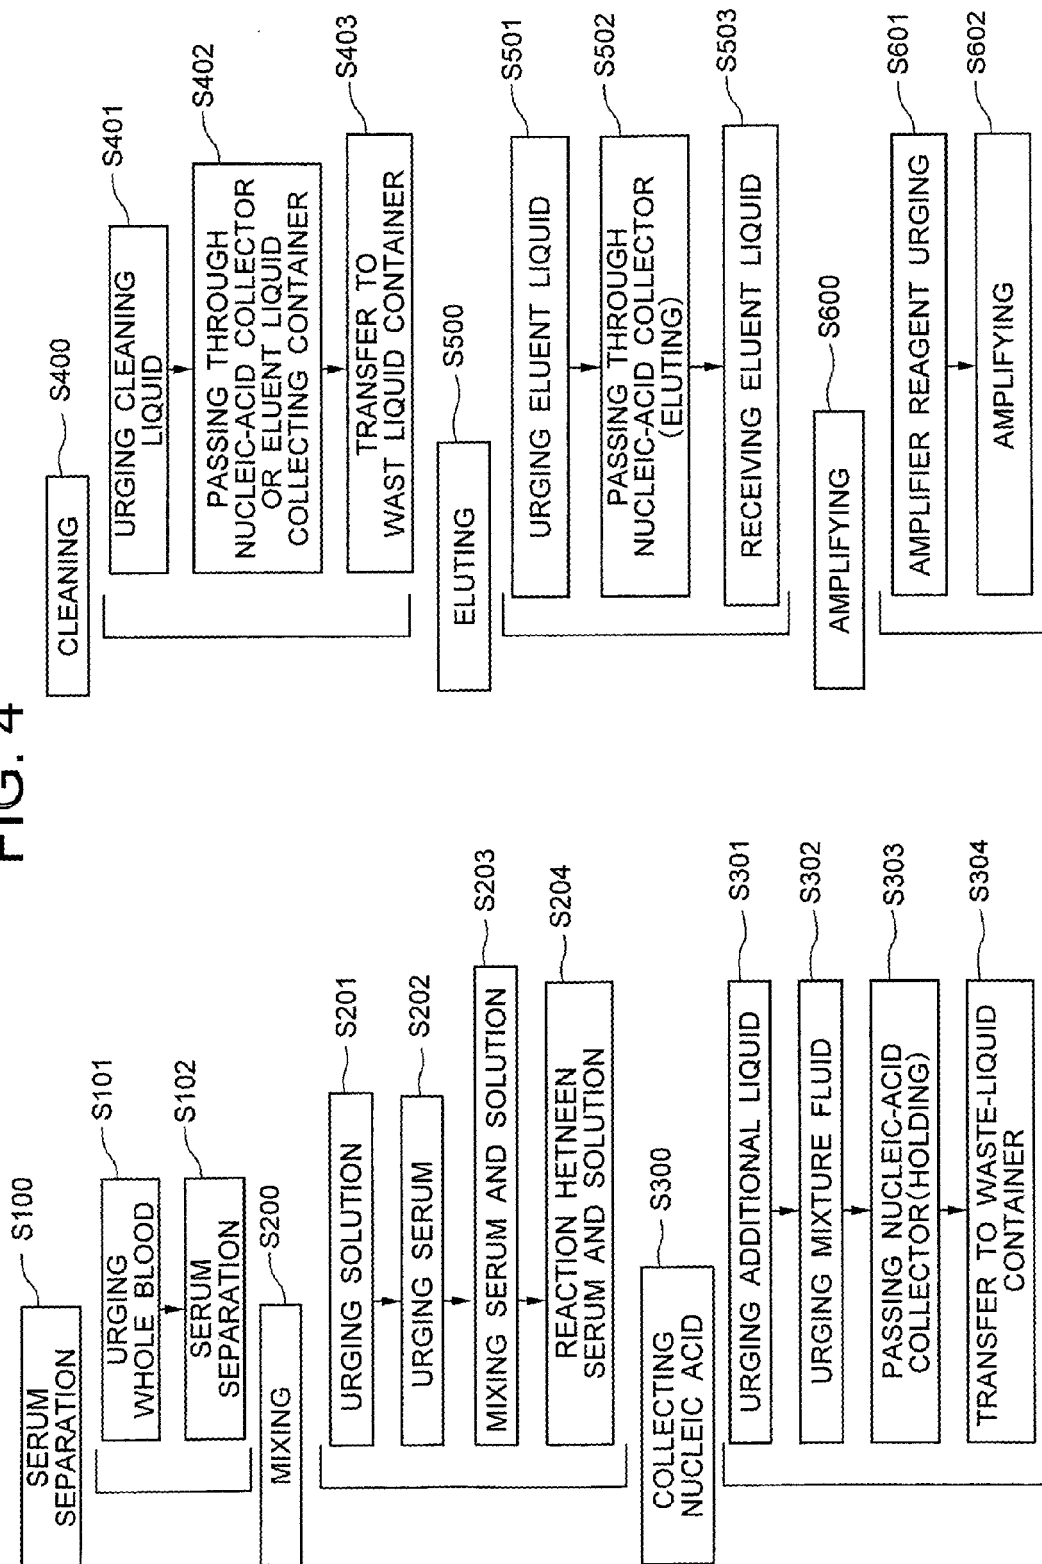 FIG. 4
SERUM
SEPARATION
S100
URGING
WHOLE BLOOD
S101
SERUM
SEPARATION
S102
MIXING
S200
URGING SOLUTION
S201
URGING SERUM
S202
MIXING SERUM AND SOLUTION
S203
REACTION HETNEEN
SERUM AND SOLUTION
S204
COLLECTING
NUCLEIC ACID
S300
URGING ADDITIONAL LIQUID
S301
URGING MIXTURE FLUID
S302
PASSING NUCLEIC-ACID
COLLECTOR(HOLDING)
S303
TRANSFER TO WASTE-LIQUID
CONTAINER
S304
CLEANING
S400
URGING CLEANING
LIQUID
S401
PASSING THROUGH
NUCLEIC-ACID COLLECTOR
OR ELUENT LIQUID
COLLECTING CONTAINER
S402
TRANSFER TO
WAST LIQUID CONTAINER
S403
ELUTING
S500
URGING ELUENT LIQUID
S501
PASSING THROUGH
NUCLEIC-ACID COLLECTOR
(ELUTING)
S502
RECEIVING ELUENT LIQUID
S503
AMPLIFYING
S600
AMPLIFIER REAGENT URGING
S601
AMPLIFYING
S602